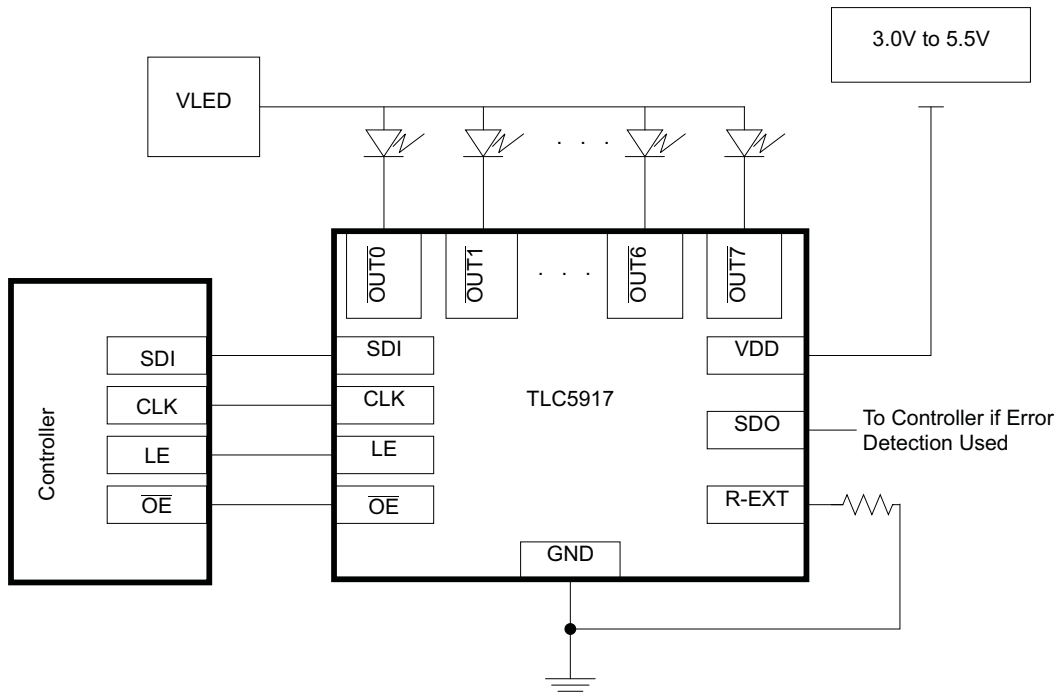 3.0V to 5.5V
VLED
. . .
OUT0
OUT1
. . .
OUT6
OUT7
Controller
SDI
CLK
LE
OE
SDI
CLK
LE
OE
TLC5917
VDD
SDO
R-EXT
GND
To Controller if Error
Detection Used